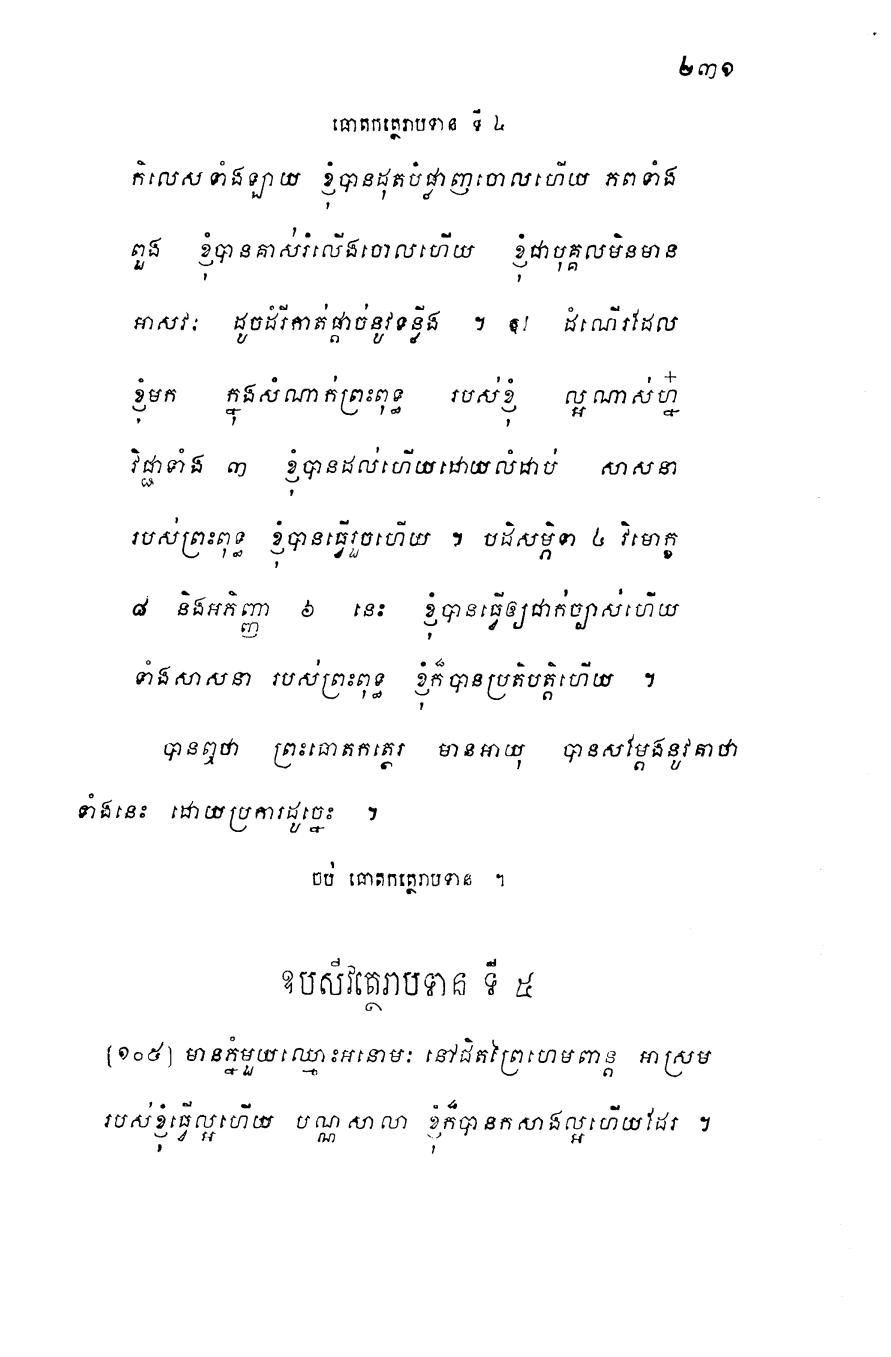 ២៣១
ធោតកត្ថេរាបទាន ទី ៤
កិលេសទាំងឡាយ ខ្ញុំបានដុតបំផ្លាញចោលហើយ ភពទាំង
ពួង ខ្ញុំបានគាស់រំលើងចោលហើយ ខ្ញុំជាបុគ្គលមិនមាន
អាសវៈ ដូចដំរីកាត់ផ្តាច់នូវទន្លីង ។ ឱ! ដំណើរដែល
ខ្ញុំមក ក្នុងសំណាក់ព្រះពុទ្ធ របស់ខ្ញុំ ល្អណាស់ហ្ន៎
វិជ្ជាទាំង ៣ ខ្ញុំបានដល់ហើយដោយលំដាប់ សាសនា
របស់ព្រះពុទ្ធ ខ្ញុំបានធ្វើរួចហើយ ។ បដិសម្ភិទា ៤ វិមោក្ខ
៨ និងអភិញ្ញា ៦ នេះ ខ្ញុំបានធ្វើឲ្យជាក់ច្បាស់ហើយ
ទាំងសាសនា របស់ព្រះពុទ្ធ ខ្ញុំក៏បានប្រតិបត្តិហើយ ។
បានឮថា ព្រះធោតកត្ថេរ មានអាយុ បានសម្តែងនូវគាថា
ទាំងនេះ ដោយប្រការដូច្នេះ ។
ចប់ ធោតកត្ថេរាបទាន ។
ឧបសីវត្ថេរាបទាន ទី ៥
[១០៥] មានភ្នំមួយឈ្មោះអនោមៈ នៅជិតព្រៃហេមពាន្ត អាស្រម
របស់ខ្ញុំធ្វើល្អហើយ បណ្ណសាលា ខ្ញុំក៏បានកសាងល្អហើយដែរ ។